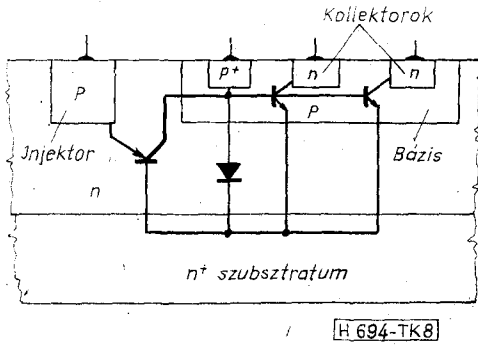 Kollektorok
p+
n
n
P
P
Injektor
Bázis
n
n+ szubsztratum
H 694-TK8